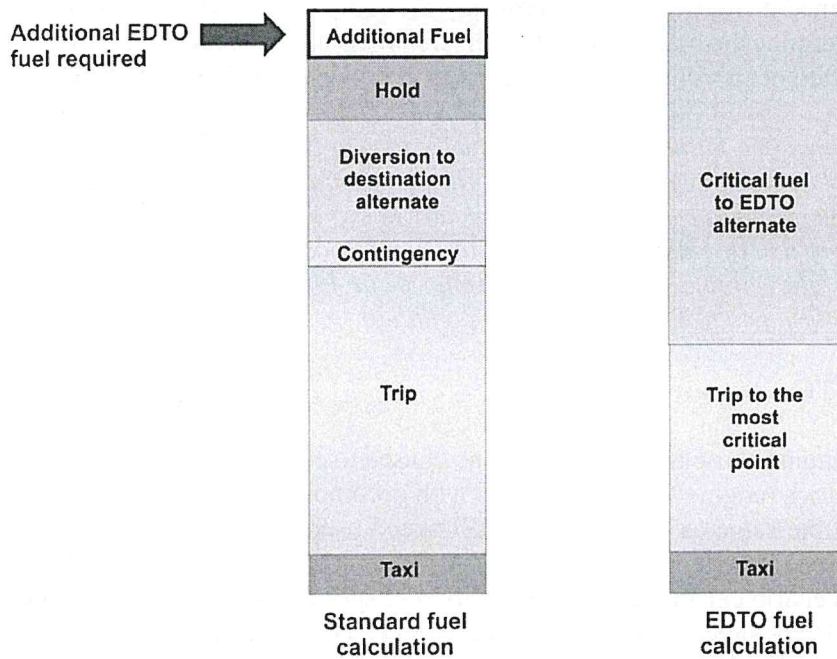 Additional EDTO
fuel required
Additional Fuel
Hold
Diversion to
destination
alternate
Contingency
Trip
Taxi
Standard fuel
calculation
Critical fuel
to EDTO
alternate
Trip to the
most
critical
point
Taxi
EDTO fuel
calculation